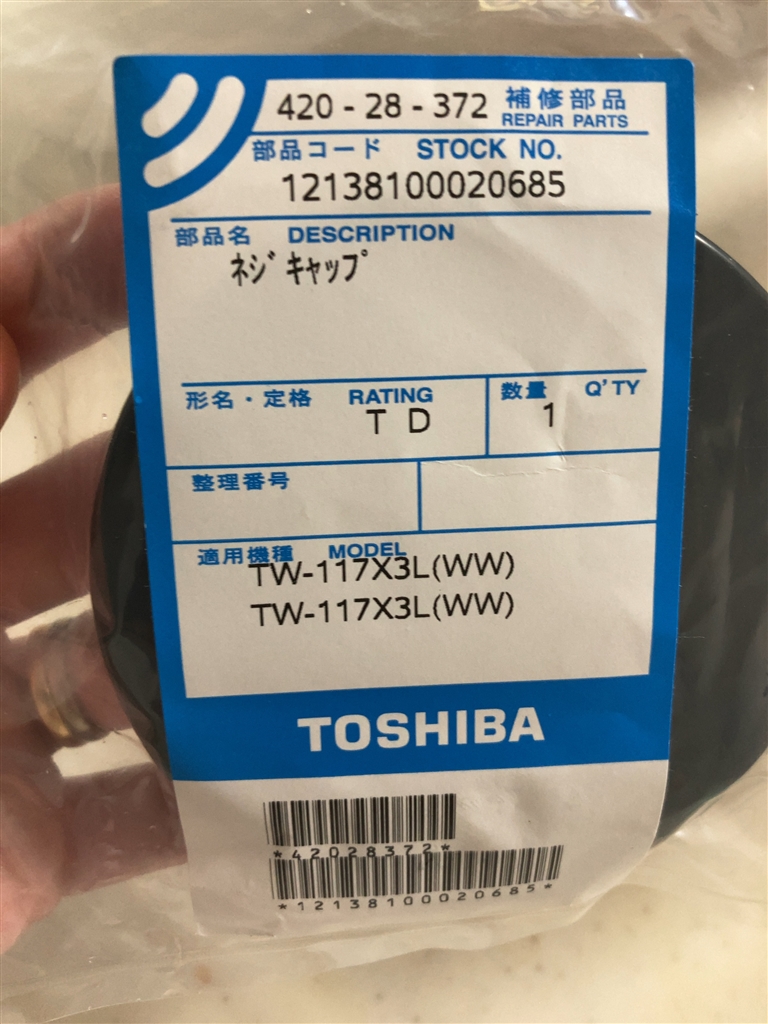 420 - 28 - 372 補修部品
REPAIR PARTS
部品コード STOCK NO.
12138100020685
部品名 DESCRIPTION
ネジキャップ
形名・定格 RATING 数量 Q'TY
T D 1
整理番号
適用機種 MODEL
TW-117X3L(WW)
TW-117X3L(WW)
TOSHIBA
*42028372*
*12138100020685*